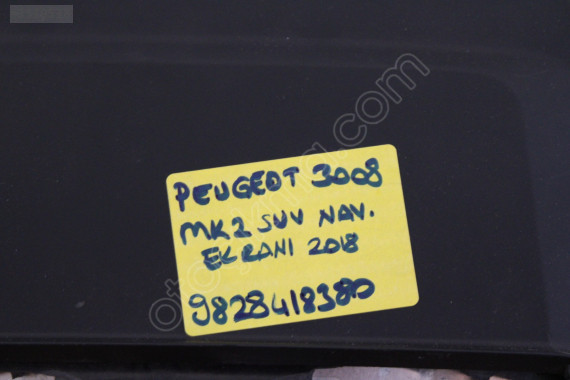 PEUGEOT 3008
MK2 SUV NAV.
EKRANI 2018
9828418380